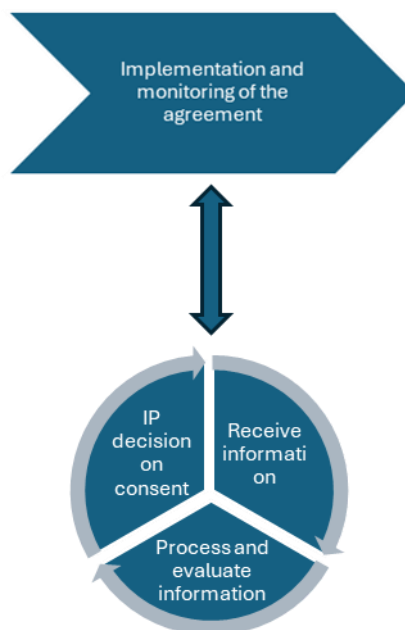 Implementation and
monitoring of the
agreement
IP
decision
on
consent
Receive
informati
on
Process and
evaluate
information